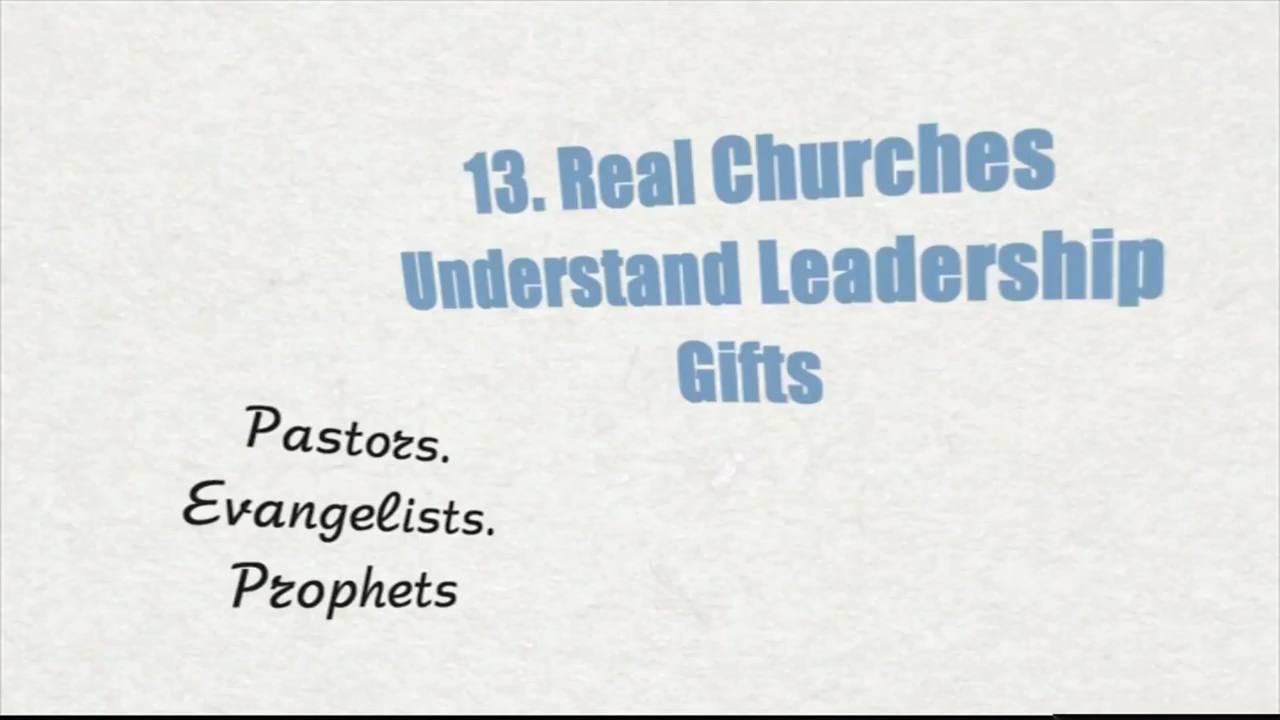 13. Real Churches
Understand Leadership
Gifts
Pastors.
Evangelists.
Prophets